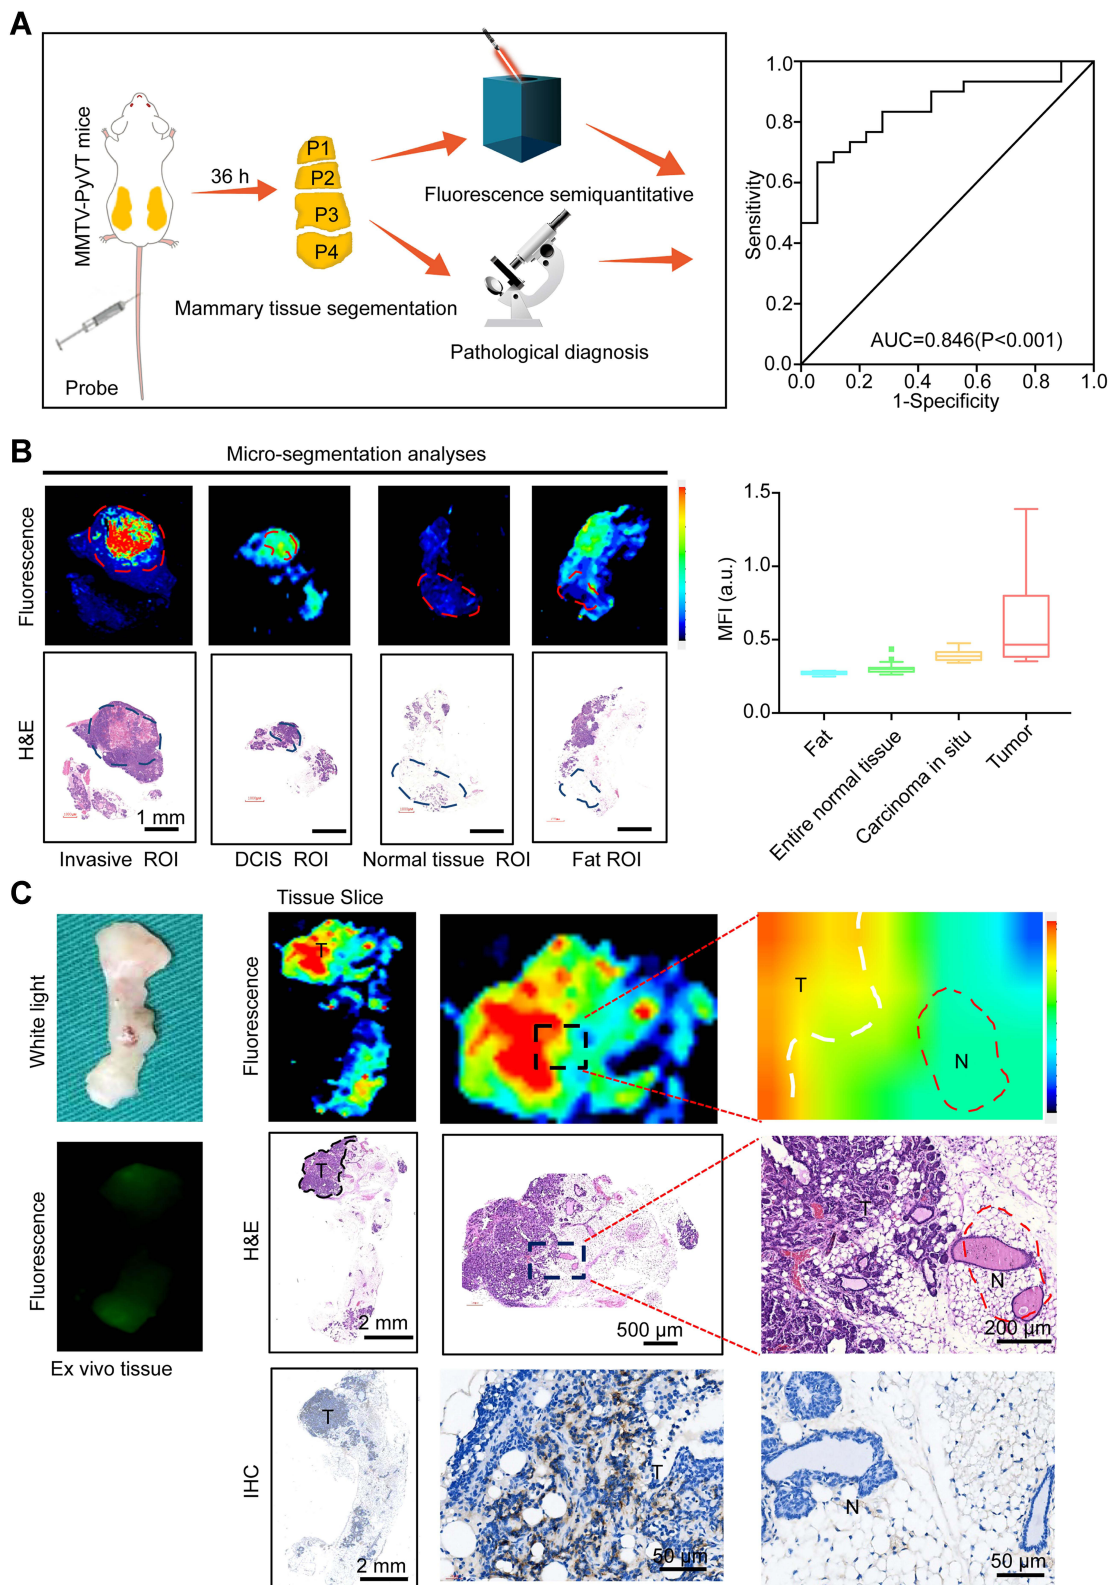 A
MMTV-PyVT mice
36 h
P1
P2
P3
P4
Fluorescence semiquantitative
Mammary tissue segementation
Pathological diagnosis
Probe
Sensitivity
1.0
0.8
0.6
0.4
0.2
0.0
AUC=0.846(P<0.001)
0.0 0.2 0.4 0.6 0.8 1.0
1-Specificity
B
Micro-segmentation analyses
Fluorescence
H&E
1 mm
Invasive ROI
DCIS ROI
Normal tissue ROI
Fat ROI
MFI (a.u.)
1.5
1.0
0.5
0.0
Fat
Entire normal tissue
Carcinoma in situ
Tumor
C
Tissue Slice
White light
Fluorescence
T
T
N
Fluorescence
H&E
T
2 mm
500 µm
T
N
200 µm
Ex vivo tissue
IHC
T
2 mm
T
50 µm
N
50 µm